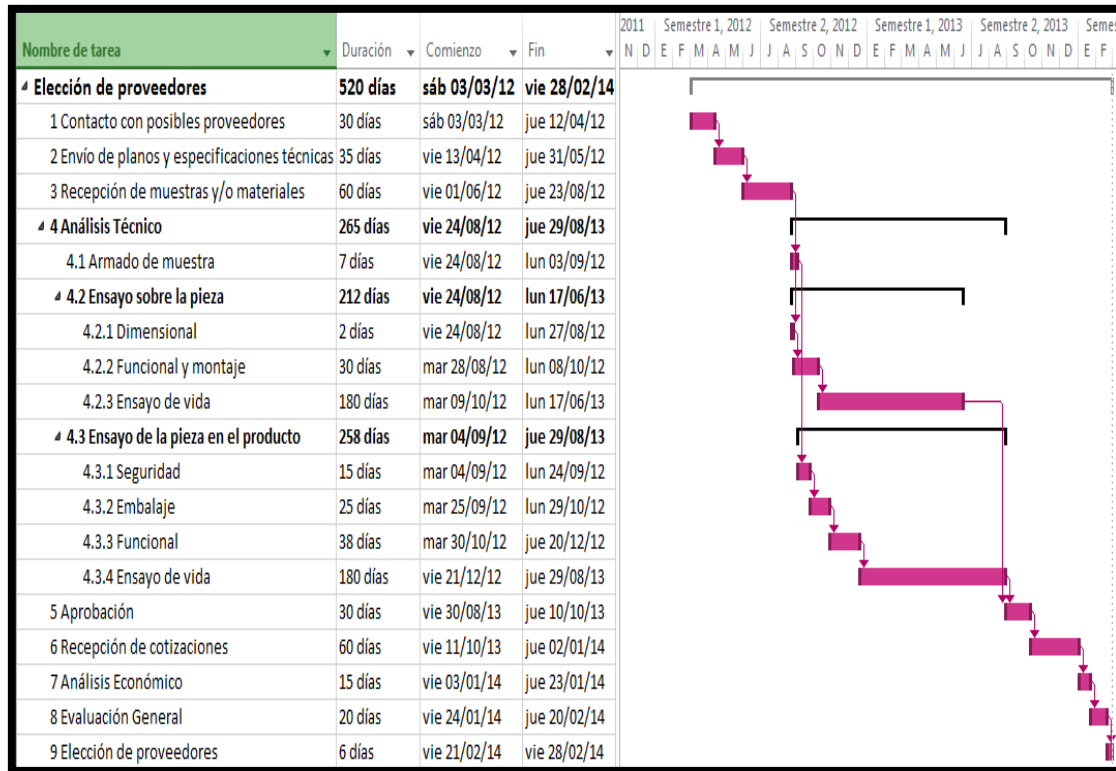 2011 Semestre 1, 2012 Semestre 2, 2012 Semestre 1, 2013 Semestre 2, 2013
Nombre de tarea Duración Comienzo Fin N D E F M A M J J A S O N D E F M A M J J A S O N D E F
Elección de proveedores 520 días sáb 03/03/12 vie 28/02/14
1 Contacto con posibles proveedores 30 días sáb 03/03/12 jue 12/04/12
2 Envío de planos y especificaciones técnicas 35 días vie 13/04/12 jue 31/05/12
3 Recepción de muestras y/o materiales 60 días vie 01/06/12 jue 23/08/12
4 Análisis Técnico 265 días vie 24/08/12 jue 29/08/13
4.1 Armado de muestra 7 días vie 24/08/12 lun 03/09/12
4.2 Ensayo sobre la pieza 212 días vie 24/08/12 lun 17/06/13
4.2.1 Dimensional 2 días vie 24/08/12 lun 27/08/12
4.2.2 Funcional y montaje 30 días mar 28/08/12 lun 08/10/12
4.2.3 Ensayo de vida 180 días mar 09/10/12 lun 17/06/13
4.3 Ensayo de la pieza en el producto 258 días mar 04/09/12 jue 29/08/13
4.3.1 Seguridad 15 días mar 04/09/12 lun 24/09/12
4.3.2 Embalaje 25 días mar 25/09/12 lun 29/10/12
4.3.3 Funcional 38 días mar 30/10/12 jue 20/12/12
4.3.4 Ensayo de vida 180 días vie 21/12/12 jue 29/08/13
5 Aprobación 30 días vie 30/08/13 jue 10/10/13
6 Recepción de cotizaciones 60 días vie 11/10/13 jue 02/01/14
7 Análisis Económico 15 días vie 03/01/14 jue 23/01/14
8 Evaluación General 20 días vie 24/01/14 jue 20/02/14
9 Elección de proveedores 6 días vie 21/02/14 vie 28/02/14